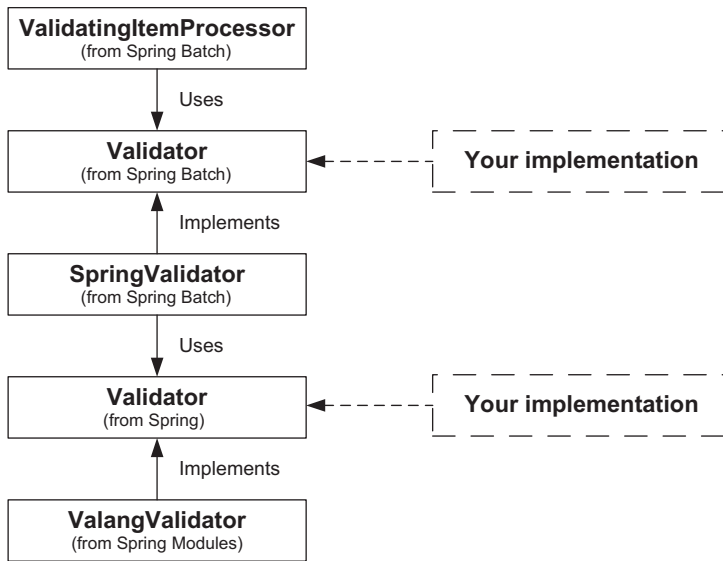 ValidatingItemProcessor
(from Spring Batch)
Uses
Validator
(from Spring Batch)
Your implementation
Implements
SpringValidator
(from Spring Batch)
Uses
Validator
(from Spring)
Your implementation
Implements
ValangValidator
(from Spring Modules)